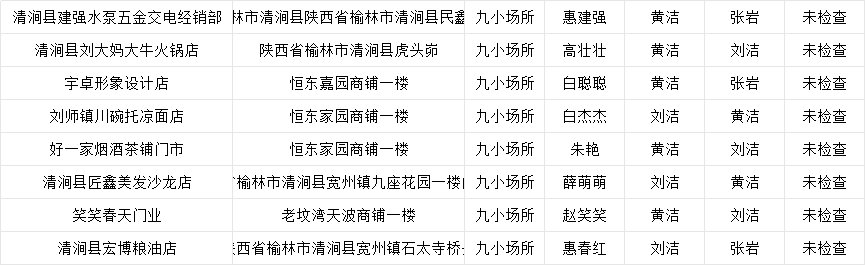 清涧县建强水泵五金交电经销部 林市清涧县陕西省榆林市清涧县民鑫 九小场所 惠建强 黄洁 张岩 未检查
清涧县刘大妈大牛火锅店 陕西省榆林市清涧县虎头峁 九小场所 高壮壮 黄洁 刘洁 未检查
宇卓形象设计店 恒东嘉园商铺一楼 九小场所 白聪聪 黄洁 张岩 未检查
刘师镇川碗托凉面店 恒东家园商铺一楼 九小场所 白杰杰 刘洁 黄洁 未检查
好一家烟酒茶铺门市 恒东家园商铺一楼 九小场所 朱艳 黄洁 刘洁 未检查
清涧县匠鑫美发沙龙店 榆林市清涧县宽州镇九座花园一楼 九小场所 薛萌萌 刘洁 黄洁 未检查
笑笑春天门业 老坟湾天波商铺一楼 九小场所 赵笑笑 黄洁 刘洁 未检查
清涧县宏博粮油店 陕西省榆林市清涧县宽州镇石太寺桥 九小场所 惠春红 刘洁 张岩 未检查